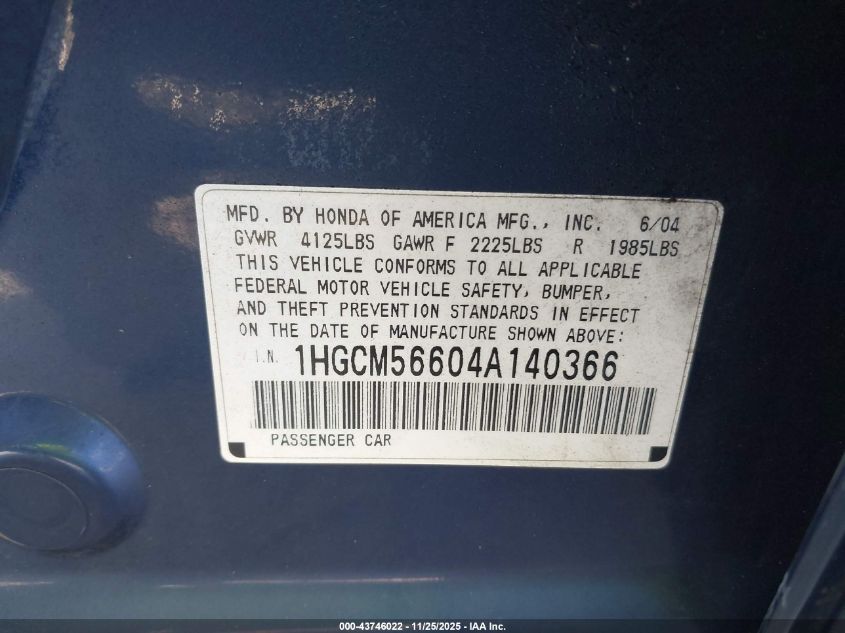 MFD. BY HONDA OF AMERICA MFG., INC. 6/04
GVWR 4125LBS GAWR F 2225LBS R 1985LBS
THIS VEHICLE CONFORMS TO ALL APPLICABLE
FEDERAL MOTOR VEHICLE SAFETY, BUMPER,
AND THEFT PREVENTION STANDARDS IN EFFECT
ON THE DATE OF MANUFACTURE SHOWN ABOVE:
V.I.N. 1HGCM56604A140366
PASSENGER CAR
000-43746022 - 11/25/2025 - IAA Inc.